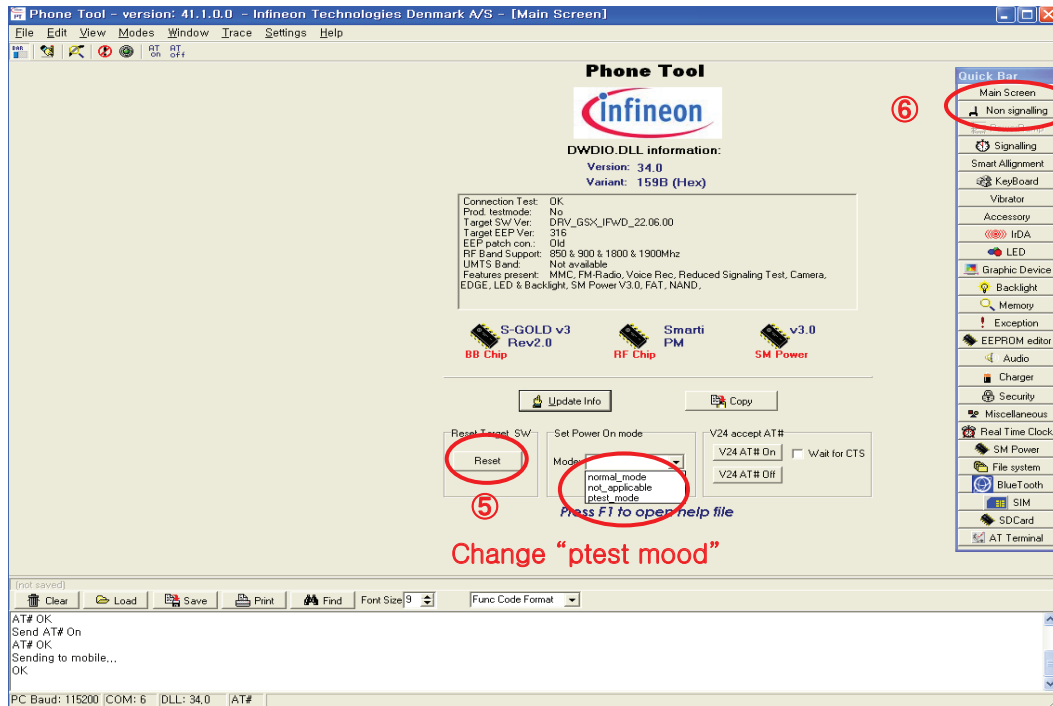 Phone Tool - version: 41.1.0.0 - Infineon Technologies Denmark A/S - [Main Screen]
File Edit View Modes Window Trace Settings Help
BAR AT on AT off
Phone Tool
infineon
DWDIO.DLL information:
Version: 34.0
Variant: 159B (Hex)
Connection Test: OK
Prod. testmode: No
Target SW Ver: DRV_GSX_IFWD_22.06.00
Target EEP Ver: 316
EEP patch con.: Old
RF Band Support: 850 & 900 & 1800 & 1900Mhz
UMTS Band: Not available
Features present: MMC, FM-Radio, Voice Rec, Reduced Signaling Test, Camera,
EDGE, LED & Backlight, SM Power V3.0, FAT, NAND,
S-GOLD v3
Rev2.0
BB Chip
Smarti
PM
RF Chip
v3.0
SM Power
Update Info
Copy
Reset Target SW
Reset
⑤
Set Power On mode
Mode:
normal_mode
not_applicable
ptest_mode
V24 accept AT#
V24 AT# On
Wait for CTS
V24 AT# Off
Press F1 to open help file
Change “ptest mood”
⑥
Quick Bar
Main Screen
Non signalling
Signalling
Smart Allignment
KeyBoard
Vibrator
Accessory
IrDA
LED
Graphic Device
Backlight
Memory
Exception
EEPROM editor
Audio
Charger
Security
Miscellaneous
Real Time Clock
SM Power
File system
BlueTooth
SIM
SDCard
AT Terminal
(not saved)
Clear Load Save Print Find Font Size 9 Func Code Format
AT# OK
Send AT# On
AT# OK
Sending to mobile...
OK
PC Baud: 115200 COM: 6 DLL: 34.0 AT#